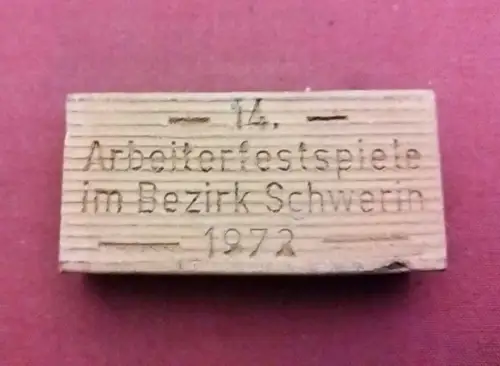 — 14. —
Arbeiterfestspiele
im Bezirk Schwerin
— 1972 —